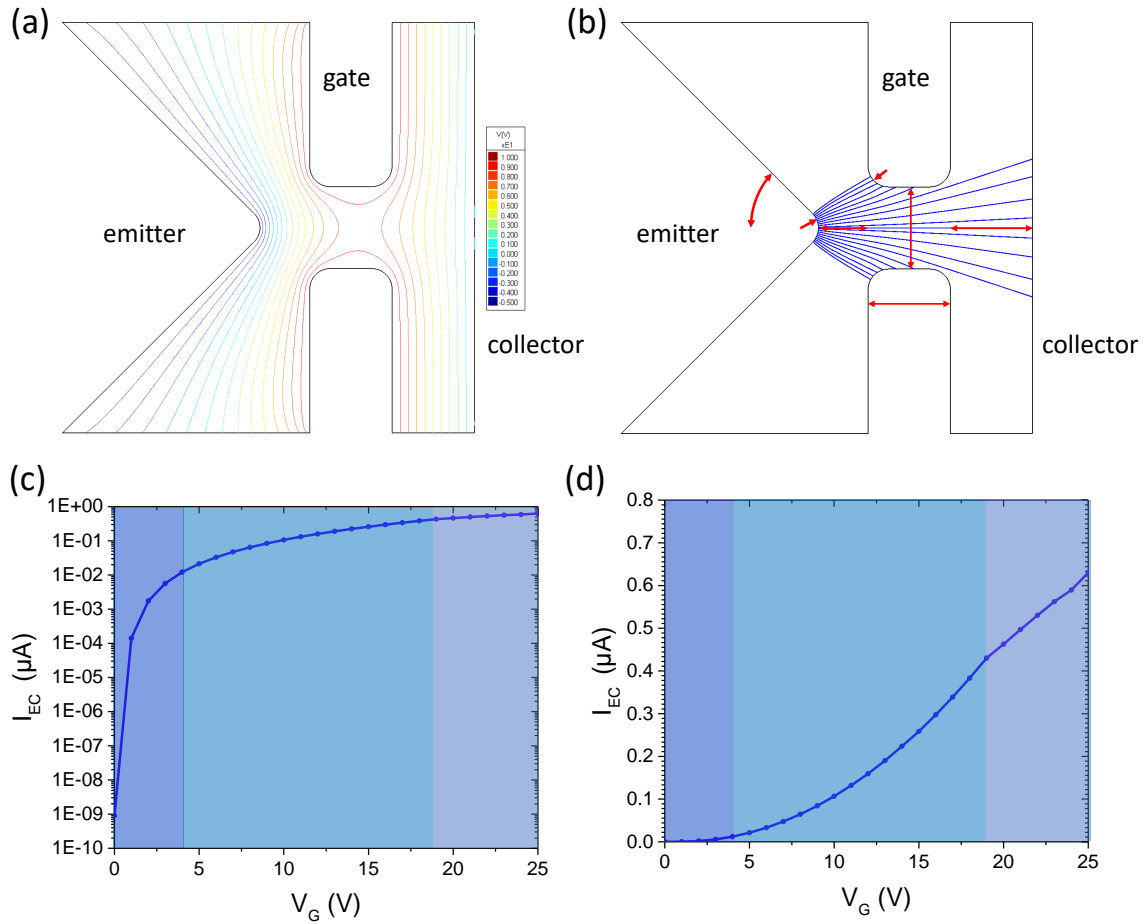 (a)
gate
emitter
collector
V(V)
xE1
1.000
0.900
0.800
0.700
0.600
0.500
0.400
0.300
0.200
0.100
0.000
-0.100
-0.200
-0.300
-0.400
-0.500
(b)
gate
emitter
collector
(c)
1E+00
1E-01
1E-02
1E-03
1E-04
1E-05
1E-06
1E-07
1E-08
1E-09
1E-10
I_EC (µA)
0 5 10 15 20 25
V_G (V)
(d)
0.8
0.7
0.6
0.5
0.4
0.3
0.2
0.1
0.0
I_EC (µA)
0 5 10 15 20 25
V_G (V)